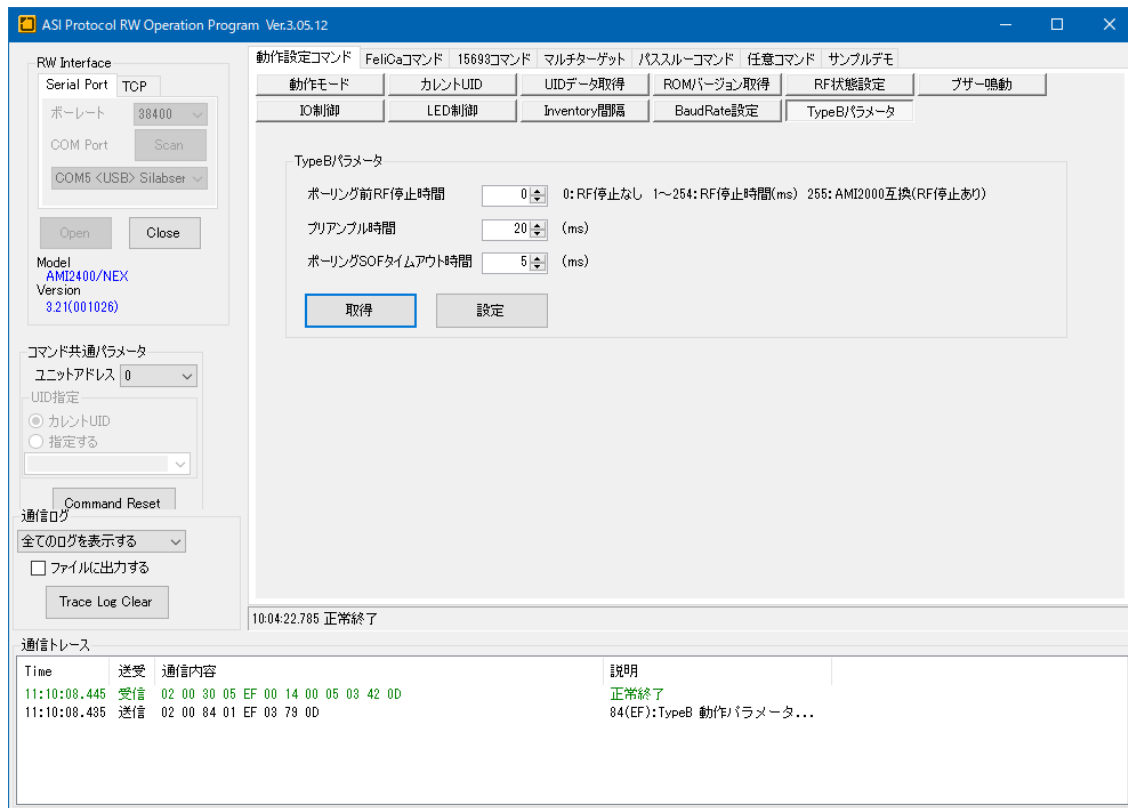 ASI Protocol RW Operation Program Ver.3.05.12
RW Interface
Serial Port TCP
ボーレート 38400
COM Port Scan
COM5 <USB> Silabser
Open Close
Model
AMI2400/NEX
Version
3.21(001026)
コマンド共通パラメータ
ユニットアドレス 0
UID指定
カレントUID
指定する
Command Reset
通信ログ
全てのログを表示する
ファイルに出力する
Trace Log Clear
動作設定コマンド FeliCaコマンド 15693コマンド マルチターゲット パススルーコマンド 任意コマンド サンプルデモ
動作モード カレントUID UIDデータ取得 ROMバージョン取得 RF状態設定 ブザー鳴動
IO制御 LED制御 Inventory間隔 BaudRate設定 TypeBパラメータ
TypeBパラメータ
ポーリング前RF停止時間 0 0:RF停止なし 1~254:RF停止時間(ms) 255:AMI2000互換(RF停止あり)
プリアンプル時間 20 (ms)
ポーリングSOFタイムアウト時間 5 (ms)
取得 設定
10:04:22.785 正常終了
通信トレース
Time 送受 通信内容 説明
11:10:08.445 受信 02 00 30 05 EF 00 14 00 05 03 42 0D 正常終了
11:10:08.435 送信 02 00 84 01 EF 03 79 0D 84(EF):TypeB 動作パラメータ...